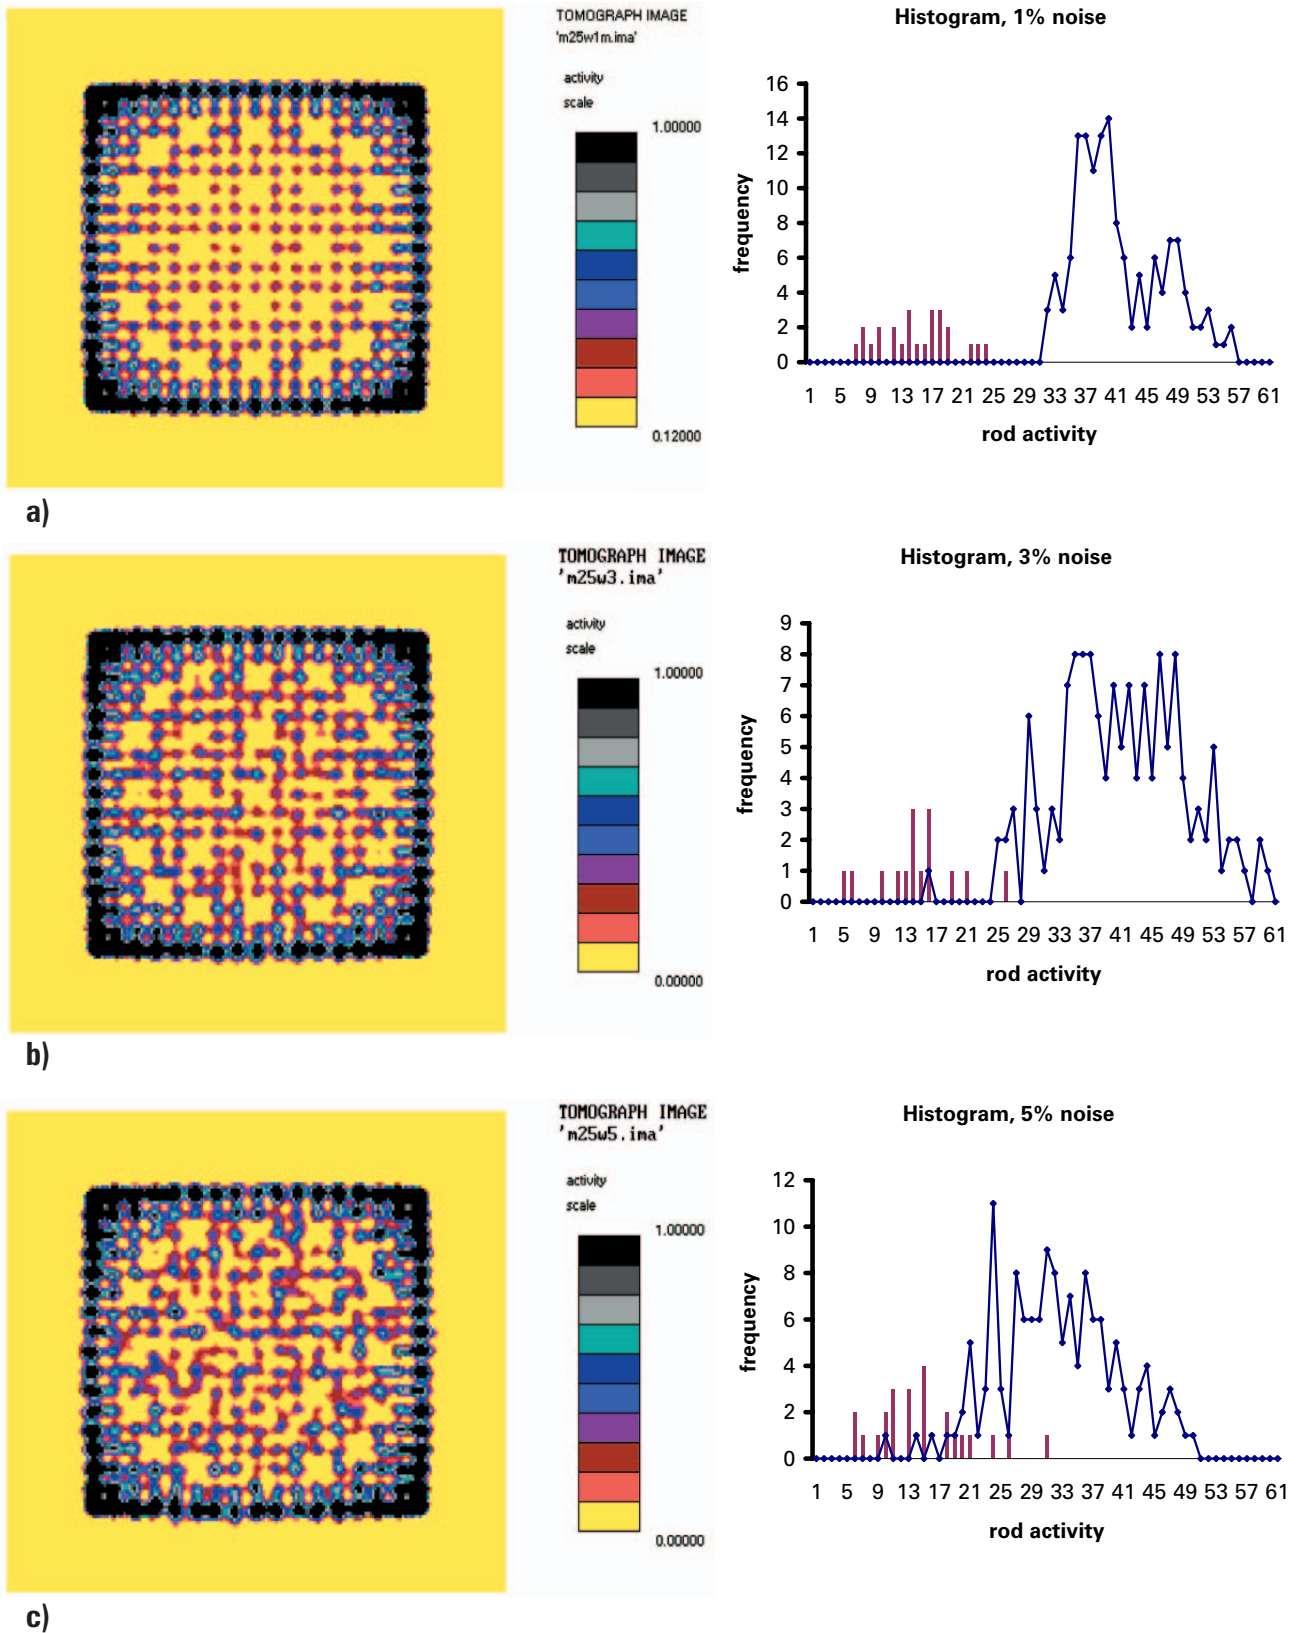 TOMOGRAPH IMAGE
'm25w1m.ima'
activity
scale
1.00000
0.12000
Histogram, 1% noise
16
14
12
10
8
6
4
2
0
frequency
1 5 9 13 17 21 25 29 33 37 41 45 49 53 57 61
rod activity
a)
TOMOGRAPH IMAGE
'm25w3.ima'
activity
scale
1.00000
0.00000
Histogram, 3% noise
9
8
7
6
5
4
3
2
1
0
frequency
1 5 9 13 17 21 25 29 33 37 41 45 49 53 57 61
rod activity
b)
TOMOGRAPH IMAGE
'm25w5.ima'
activity
scale
1.00000
0.00000
Histogram, 5% noise
12
10
8
6
4
2
0
frequency
1 5 9 13 17 21 25 29 33 37 41 45 49 53 57 61
rod activity
c)